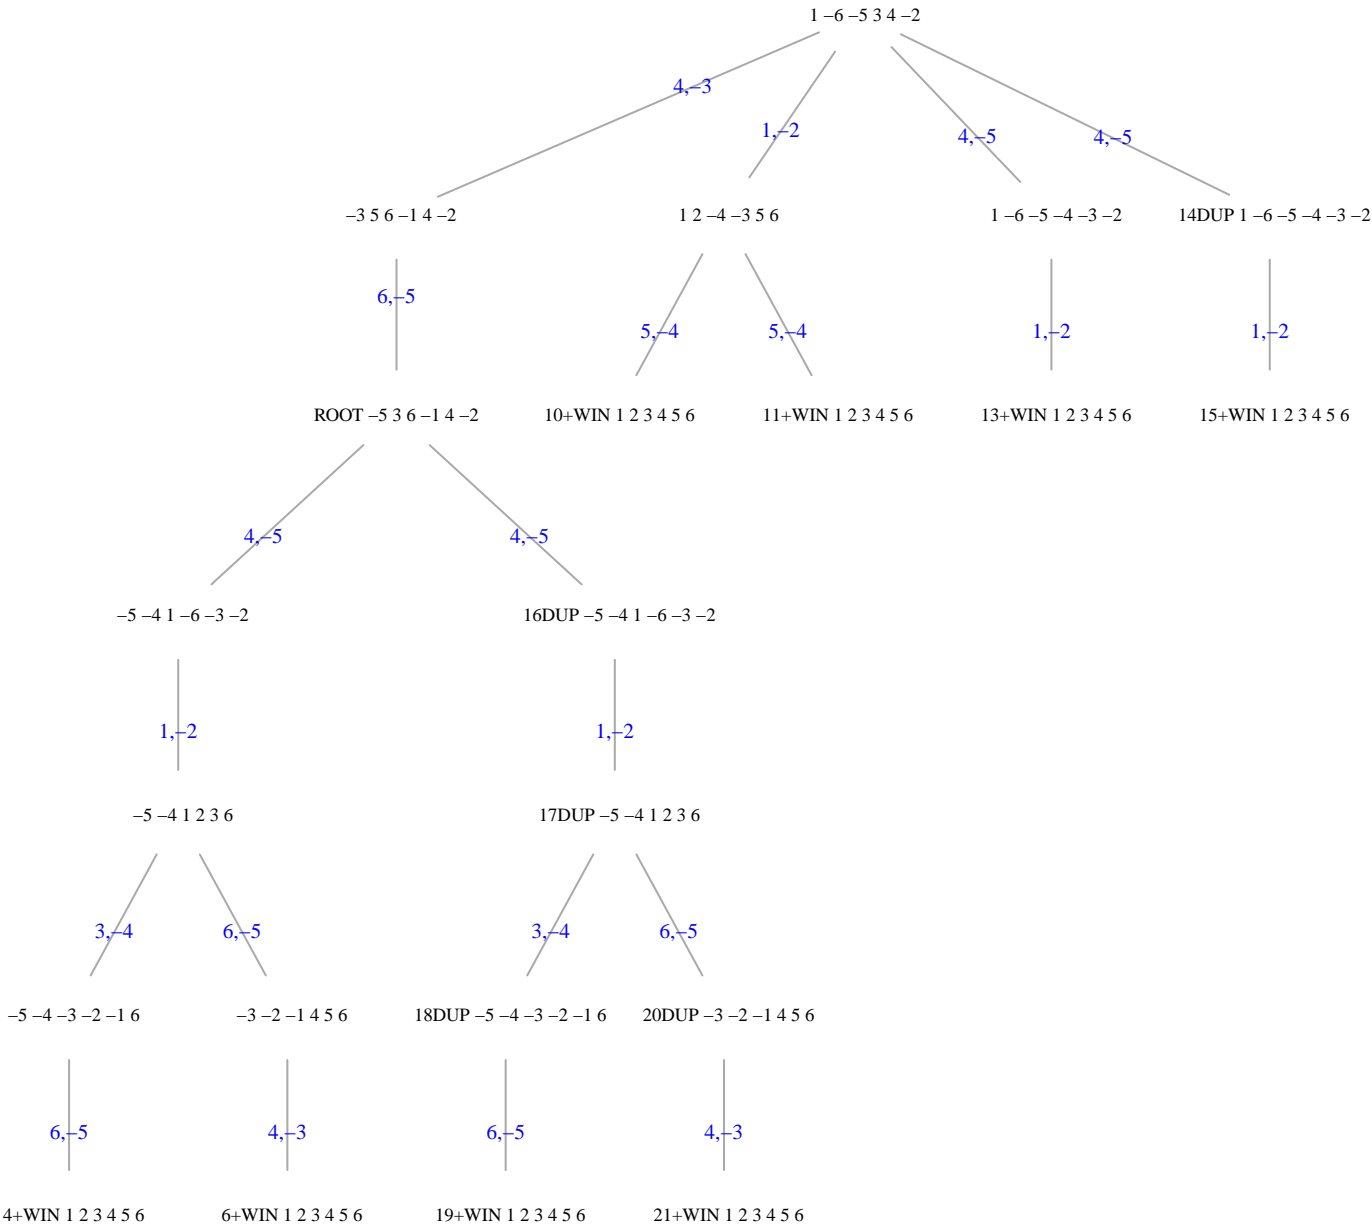 1 –6 –5 3 4 –2
4,–3
1,–2
4,–5
4,–5
–3 5 6 –1 4 –2
1 2 –4 –3 5 6
1 –6 –5 –4 –3 –2
14DUP 1 –6 –5 –4 –3 –2
6,–5
5,–4
5,–4
1,–2
1,–2
ROOT –5 3 6 –1 4 –2
10+WIN 1 2 3 4 5 6
11+WIN 1 2 3 4 5 6
13+WIN 1 2 3 4 5 6
15+WIN 1 2 3 4 5 6
4,–5
4,–5
–5 –4 1 –6 –3 –2
16DUP –5 –4 1 –6 –3 –2
1,–2
1,–2
–5 –4 1 2 3 6
17DUP –5 –4 1 2 3 6
3,–4
6,–5
3,–4
6,–5
–5 –4 –3 –2 –1 6
–3 –2 –1 4 5 6
18DUP –5 –4 –3 –2 –1 6
20DUP –3 –2 –1 4 5 6
6,–5
4,–3
6,–5
4,–3
4+WIN 1 2 3 4 5 6
6+WIN 1 2 3 4 5 6
19+WIN 1 2 3 4 5 6
21+WIN 1 2 3 4 5 6